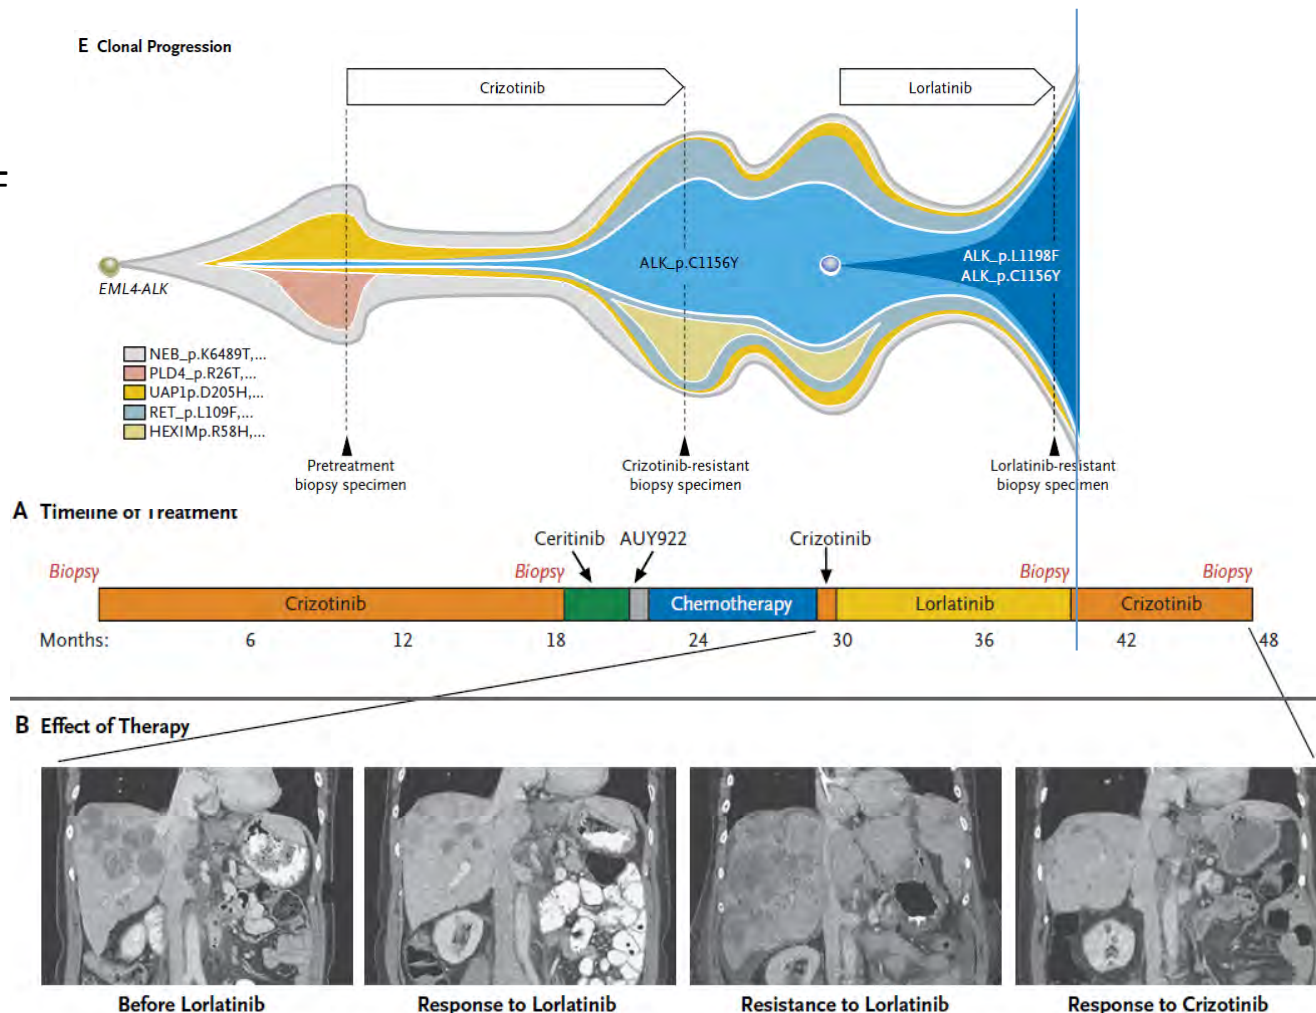 E Clonal Progression
Crizotinib
Lorlatinib
EML4-ALK
ALK_p.C1156Y
ALK_p.L1198F
ALK_p.C1156Y
NEB_p.K6489T,...
PLD4_p.R26T,...
UAP1p.D205H,...
RET_p.L109F,...
HEXIMp.R58H,...
Pretreatment
biopsy specimen
Crizotinib-resistant
biopsy specimen
Lorlatinib-resistant
biopsy specimen
A Timeline of Treatment
Ceritinib AUY922 Crizotinib
Biopsy Biopsy Biopsy Biopsy
Crizotinib Chemotherapy Lorlatinib Crizotinib
Months: 6 12 18 24 30 36 42 48
B Effect of Therapy
Before Lorlatinib Response to Lorlatinib Resistance to Lorlatinib Response to Crizotinib